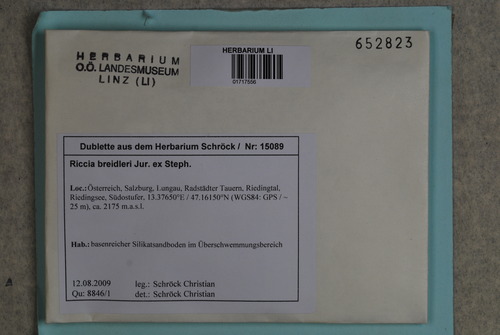 HERBARIUM
O.Ö. LANDESMUSEUM
LINZ (LI)
HERBARIUM LI
01717556
652823
Dublette aus dem Herbarium Schröck / Nr: 15089
Riccia breidleri Jur. ex Steph.
Loc.: Österreich, Salzburg, Lungau, Radstädter Tauern, Riedingtal,
Riedingsee, Südostufer. 13.37650°E / 47.16150°N (WGS84: GPS / ~
25 m), ca. 2175 m.a.s.l.
Hab.: basenreicher Silikatsandboden im Überschwemmungsbereich
12.08.2009 leg.: Schröck Christian
Qu: 8846/1 det.: Schröck Christian